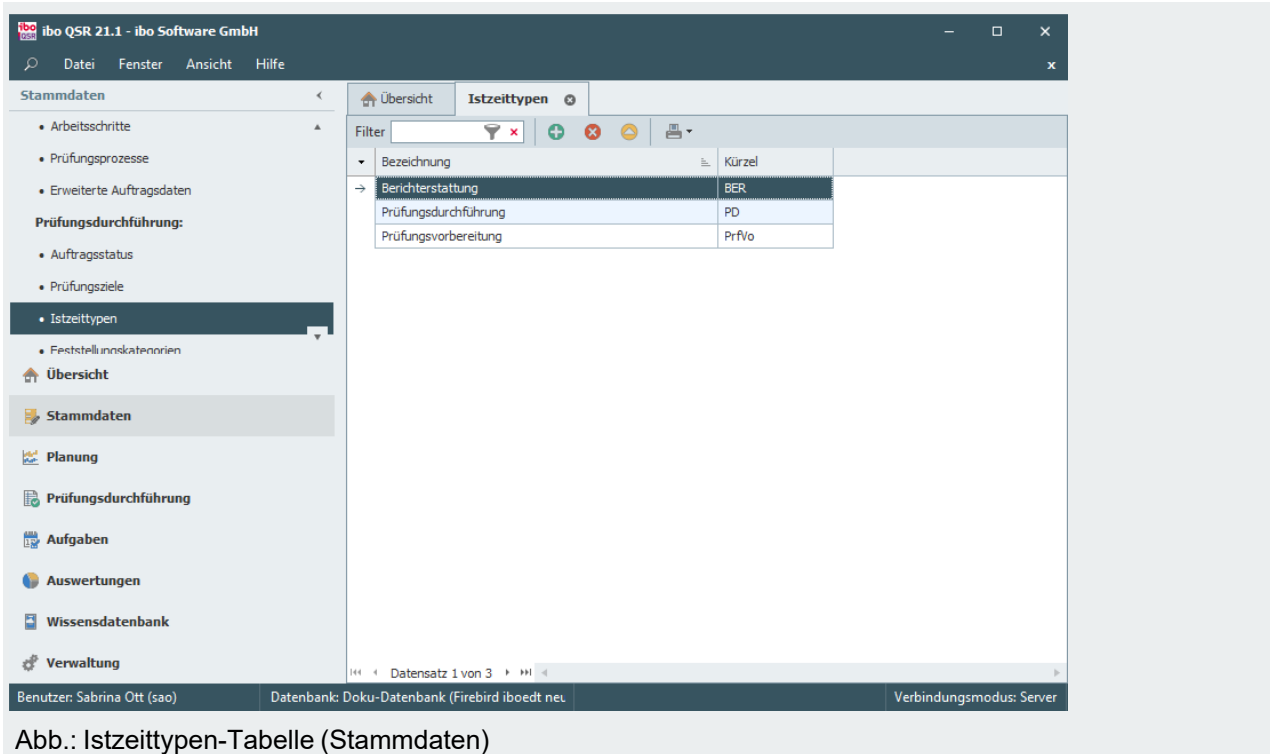 ibo QSR 21.1 - ibo Software GmbH
Datei Fenster Ansicht Hilfe
Stammdaten
• Arbeitsschritte
• Prüfungsprozesse
• Erweiterte Auftragsdaten
Prüfungsdurchführung:
• Auftragsstatus
• Prüfungsziele
• Istzeittypen
• Feststellungskategorien
Übersicht
Stammdaten
Planung
Prüfungsdurchführung
Aufgaben
Auswertungen
Wissensdatenbank
Verwaltung
Übersicht Istzeittypen
Filter
Bezeichnung Kürzel
Berichterstattung BER
Prüfungsdurchführung PD
Prüfungsvorbereitung PrfVo
Datensatz 1 von 3
Benutzer: Sabrina Ott (sao) Datenbank: Doku-Datenbank (Firebird iboedt neu Verbindungsmodus: Server
Abb.: Istzeittypen-Tabelle (Stammdaten)